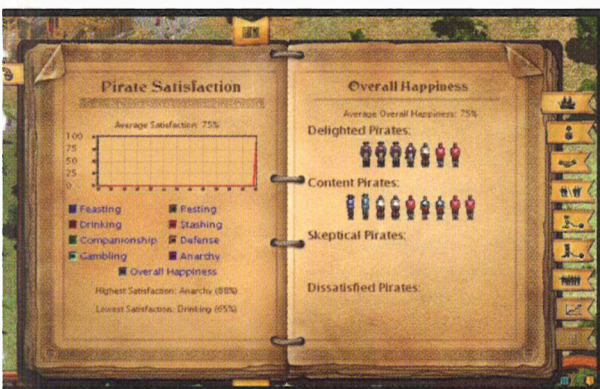 Pirate Satisfaction
Average Satisfaction: 75%
100
75
50
25
0
Feasting
Drinking
Companionship
Gambling
Resting
Stashing
Defense
Anarchy
Overall Happiness
Highest Satisfaction: Anarchy (88%)
Lowest Satisfaction: Drinking (65%)
Overall Happiness
Average Overall Happiness: 75%
Delighted Pirates:
Content Pirates:
Skeptical Pirates:
Dissatisfied Pirates: